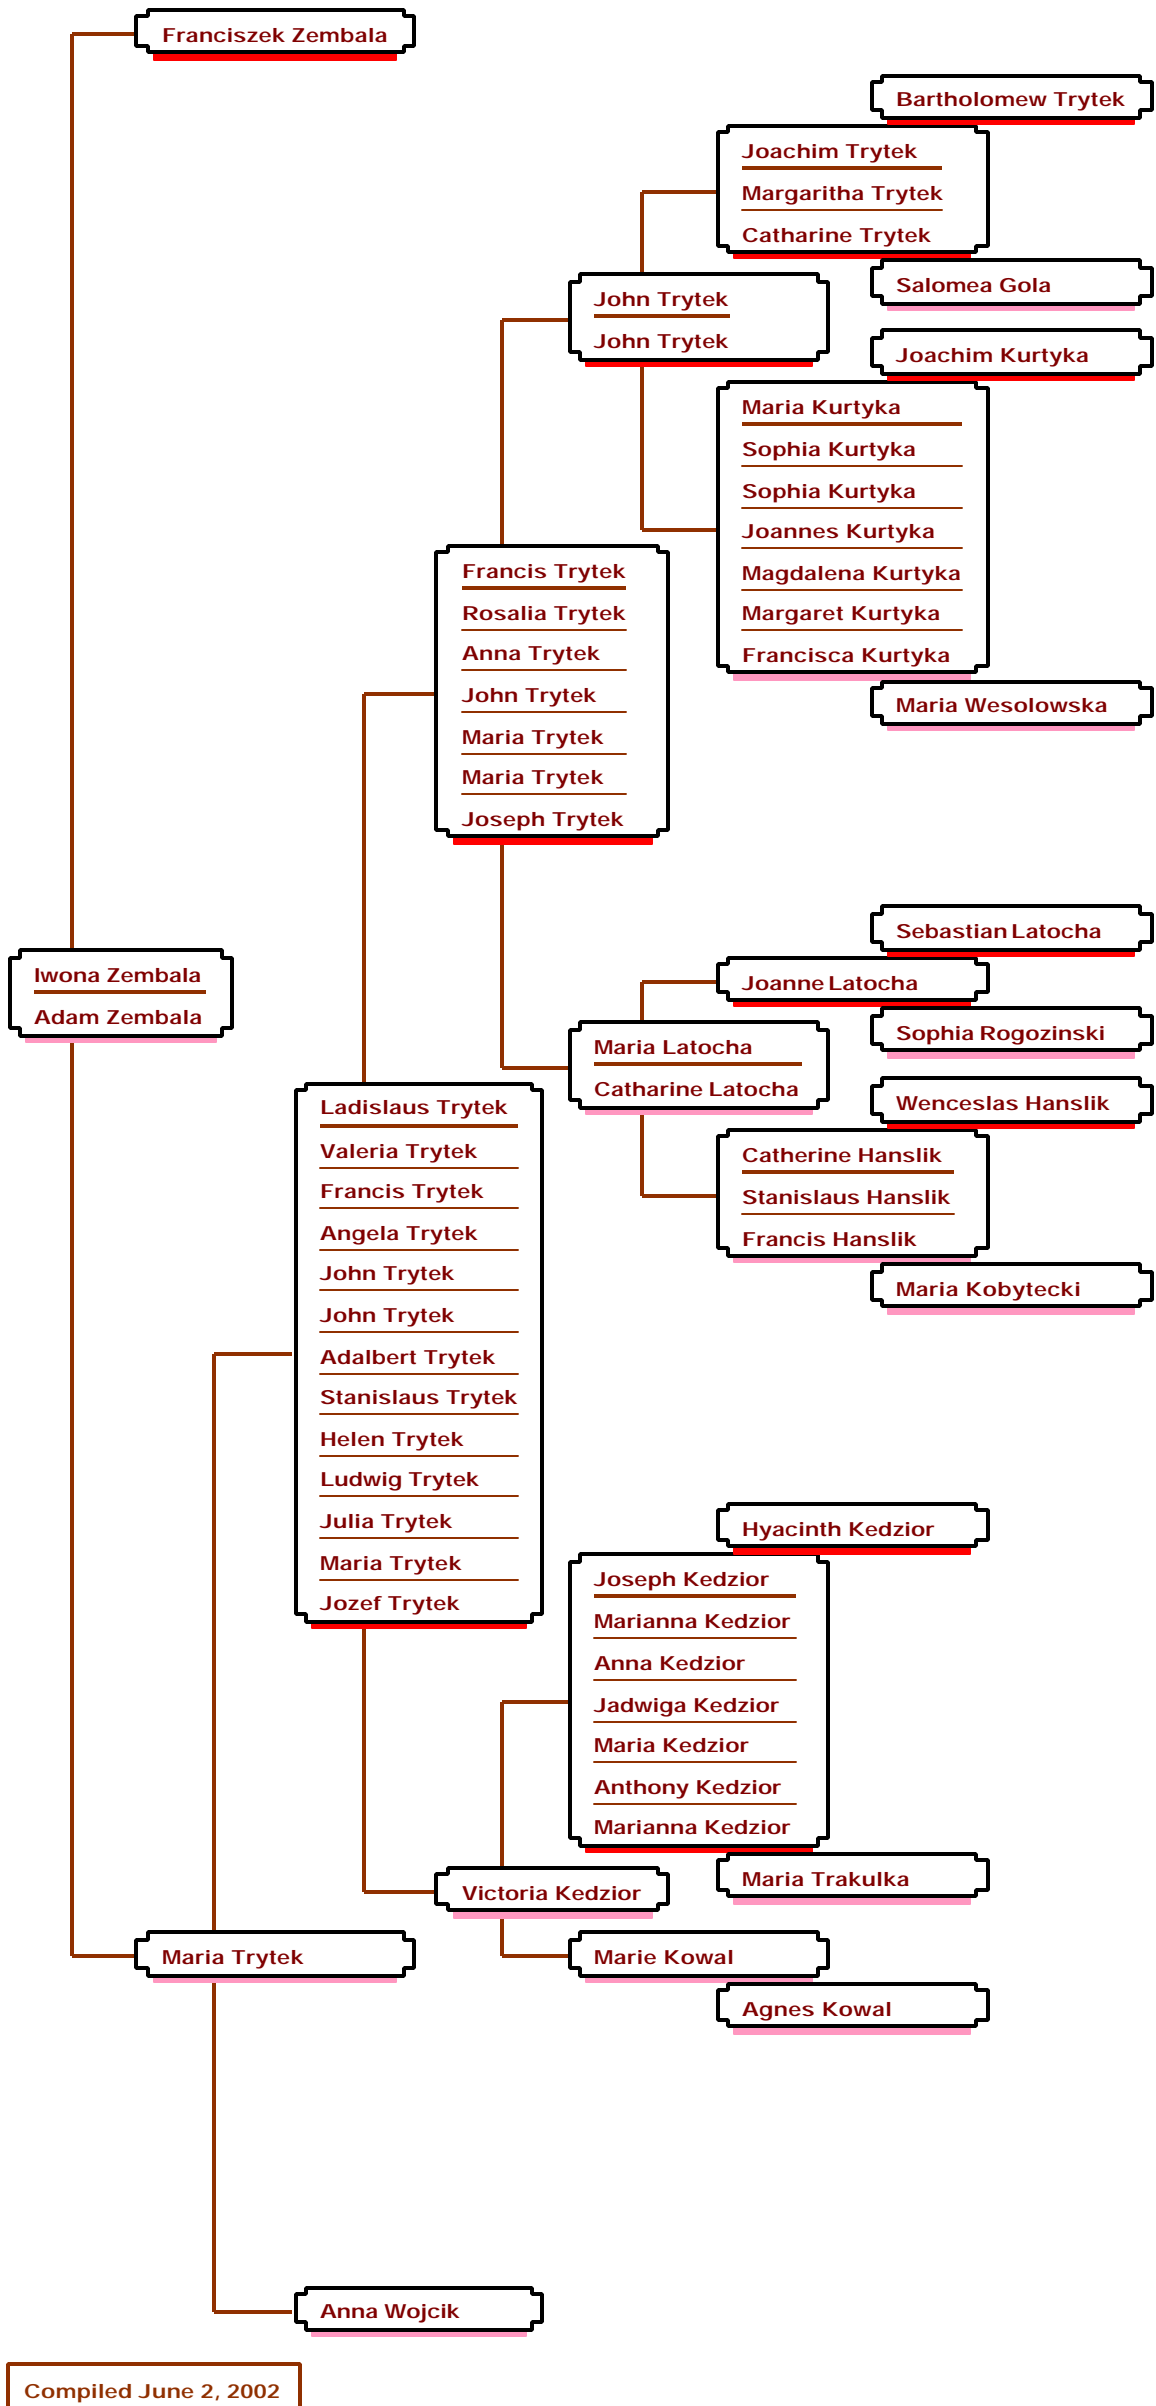 Franciszek Zembala
Bartholomew Trytek
Joachim Trytek
Margaritha Trytek
Catharine Trytek
Salomea Gola
John Trytek
John Trytek
Joachim Kurtyka
Maria Kurtyka
Sophia Kurtyka
Sophia Kurtyka
Joannes Kurtyka
Magdalena Kurtyka
Margaret Kurtyka
Francisca Kurtyka
Maria Wesolowska
Francis Trytek
Rosalia Trytek
Anna Trytek
John Trytek
Maria Trytek
Maria Trytek
Joseph Trytek
Sebastian Latocha
Joanne Latocha
Sophia Rogozinski
Iwona Zembala
Adam Zembala
Maria Latocha
Catharine Latocha
Wenceslas Hanslik
Catherine Hanslik
Stanislaus Hanslik
Francis Hanslik
Maria Kobytecki
Ladislaus Trytek
Valeria Trytek
Francis Trytek
Angela Trytek
John Trytek
John Trytek
Adalbert Trytek
Stanislaus Trytek
Helen Trytek
Ludwig Trytek
Julia Trytek
Maria Trytek
Jozef Trytek
Hyacinth Kedzior
Joseph Kedzior
Marianna Kedzior
Anna Kedzior
Jadwiga Kedzior
Maria Kedzior
Anthony Kedzior
Marianna Kedzior
Maria Trakulka
Victoria Kedzior
Maria Trytek
Marie Kowal
Agnes Kowal
Anna Wojcik
Compiled June 2, 2002